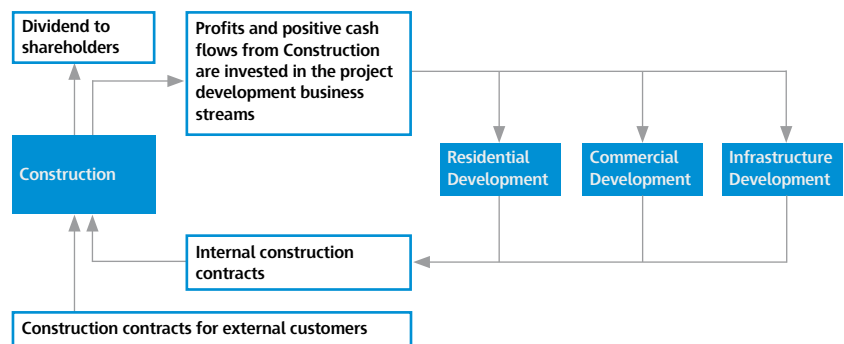 Dividend to
shareholders
Profits and positive cash
flows from Construction
are invested in the project
development business
streams
Construction
Residential
Development
Commercial
Development
Infrastructure
Development
Internal construction
contracts
Construction contracts for external customers